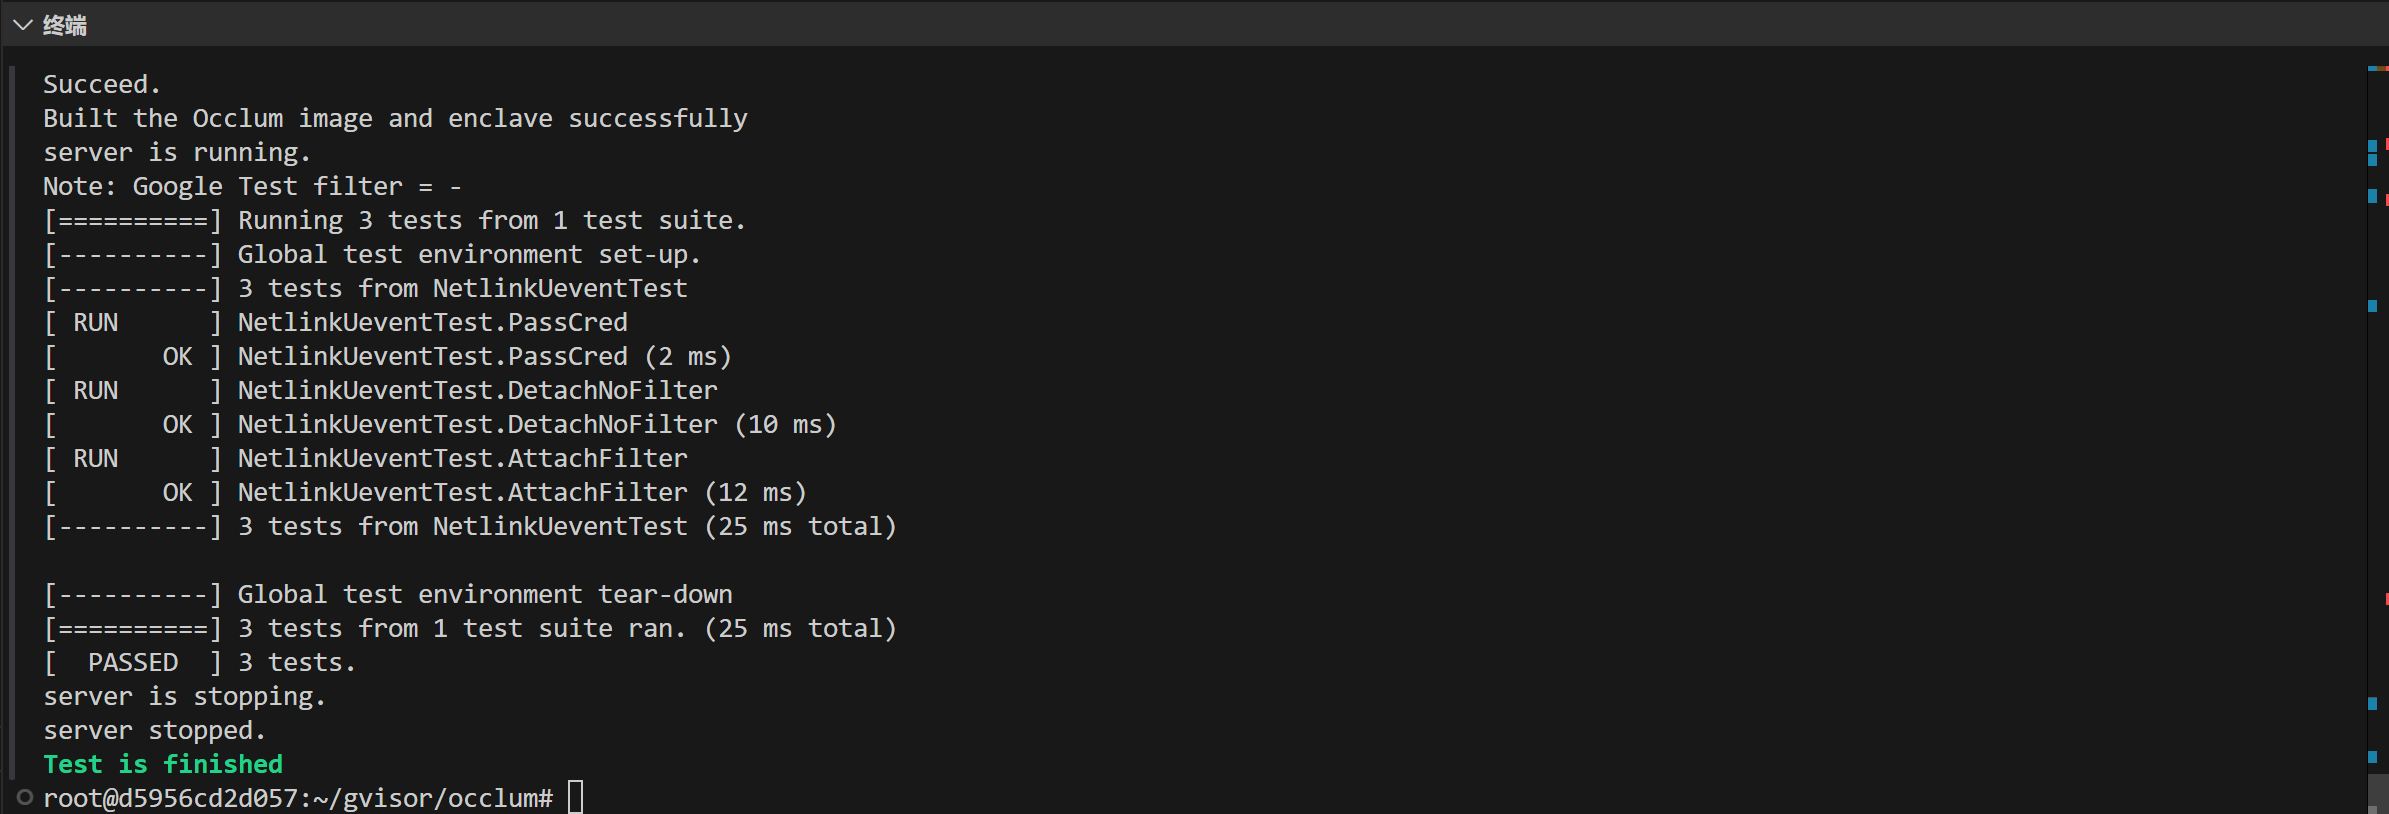 终端
Succeed.
Built the Occlum image and enclave successfully
server is running.
Note: Google Test filter = -
[==========] Running 3 tests from 1 test suite.
[----------] Global test environment set-up.
[----------] 3 tests from NetlinkUeventTest
[ RUN      ] NetlinkUeventTest.PassCred
[       OK ] NetlinkUeventTest.PassCred (2 ms)
[ RUN      ] NetlinkUeventTest.DetachNoFilter
[       OK ] NetlinkUeventTest.DetachNoFilter (10 ms)
[ RUN      ] NetlinkUeventTest.AttachFilter
[       OK ] NetlinkUeventTest.AttachFilter (12 ms)
[----------] 3 tests from NetlinkUeventTest (25 ms total)
[----------] Global test environment tear-down
[==========] 3 tests from 1 test suite ran. (25 ms total)
[  PASSED  ] 3 tests.
server is stopping.
server stopped.
Test is finished
root@d5956cd2d057:~/gvisor/occlum#